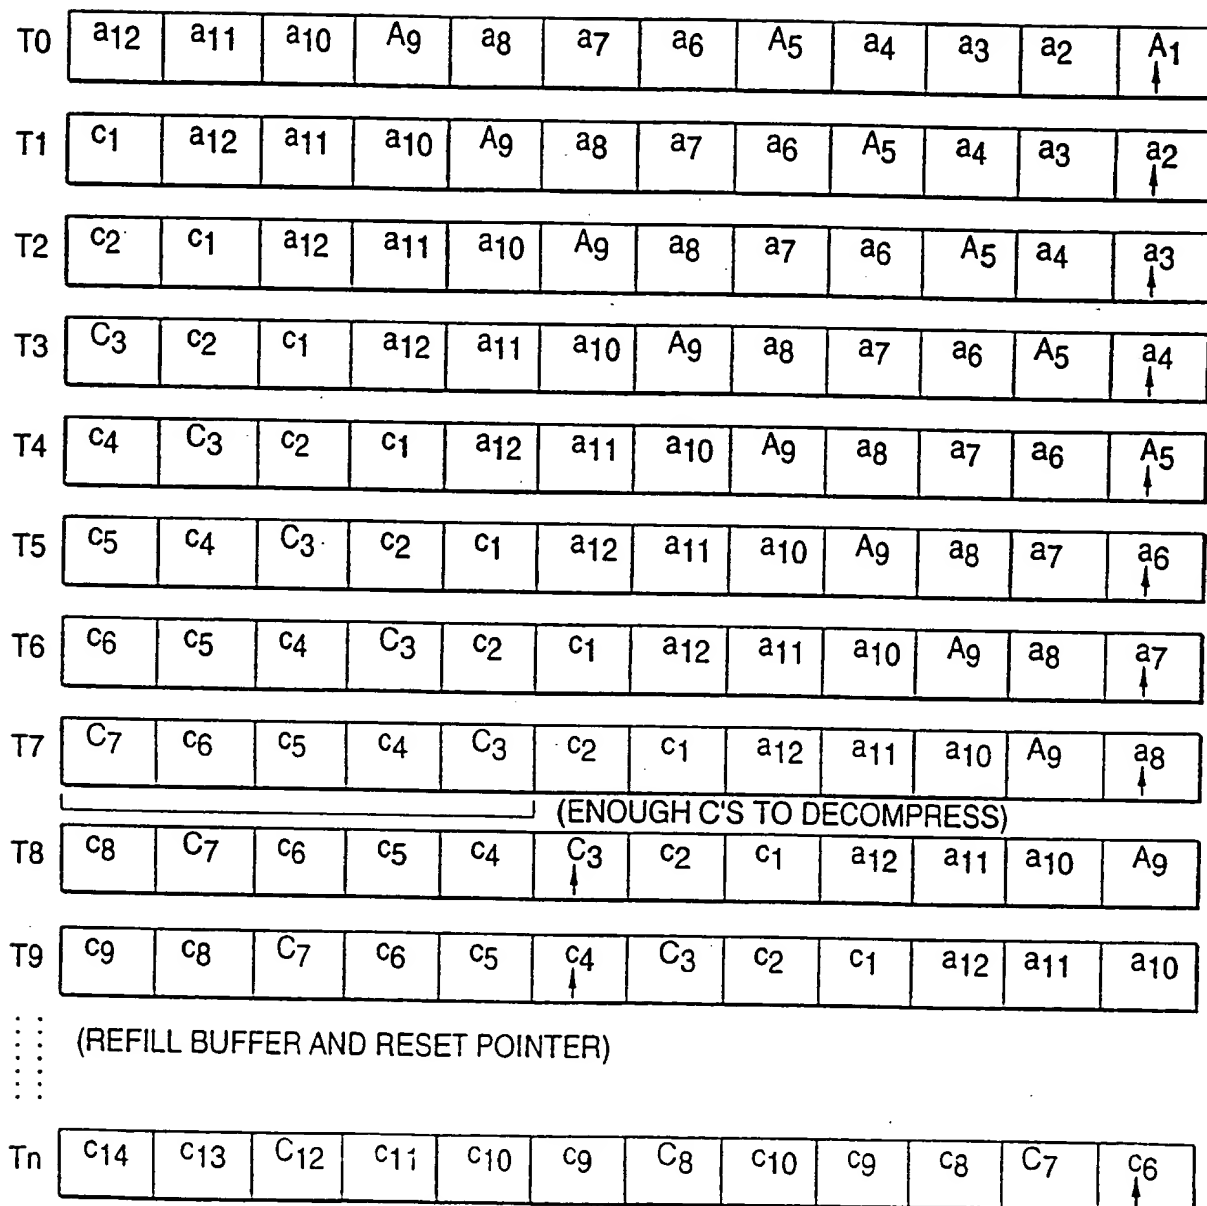 T0 a12 a11 a10 A9 a8 a7 a6 A5 a4 a3 a2 A1
T1 c1 a12 a11 a10 A9 a8 a7 a6 A5 a4 a3 a2
T2 c2 c1 a12 a11 a10 A9 a8 a7 a6 A5 a4 a3
T3 C3 c2 c1 a12 a11 a10 A9 a8 a7 a6 A5 a4
T4 c4 C3 c2 c1 a12 a11 a10 A9 a8 a7 a6 A5
T5 c5 c4 C3 c2 c1 a12 a11 a10 A9 a8 a7 a6
T6 c6 c5 c4 C3 c2 c1 a12 a11 a10 A9 a8 a7
T7 C7 c6 c5 c4 C3 c2 c1 a12 a11 a10 A9 a8
(ENOUGH C'S TO DECOMPRESS)
T8 c8 C7 c6 c5 c4 C3 c2 c1 a12 a11 a10 A9
T9 c9 c8 C7 c6 c5 c4 C3 c2 c1 a12 a11 a10
(REFILL BUFFER AND RESET POINTER)
Tn c14 c13 C12 c11 c10 c9 C8 c10 c9 c8 C7 c6